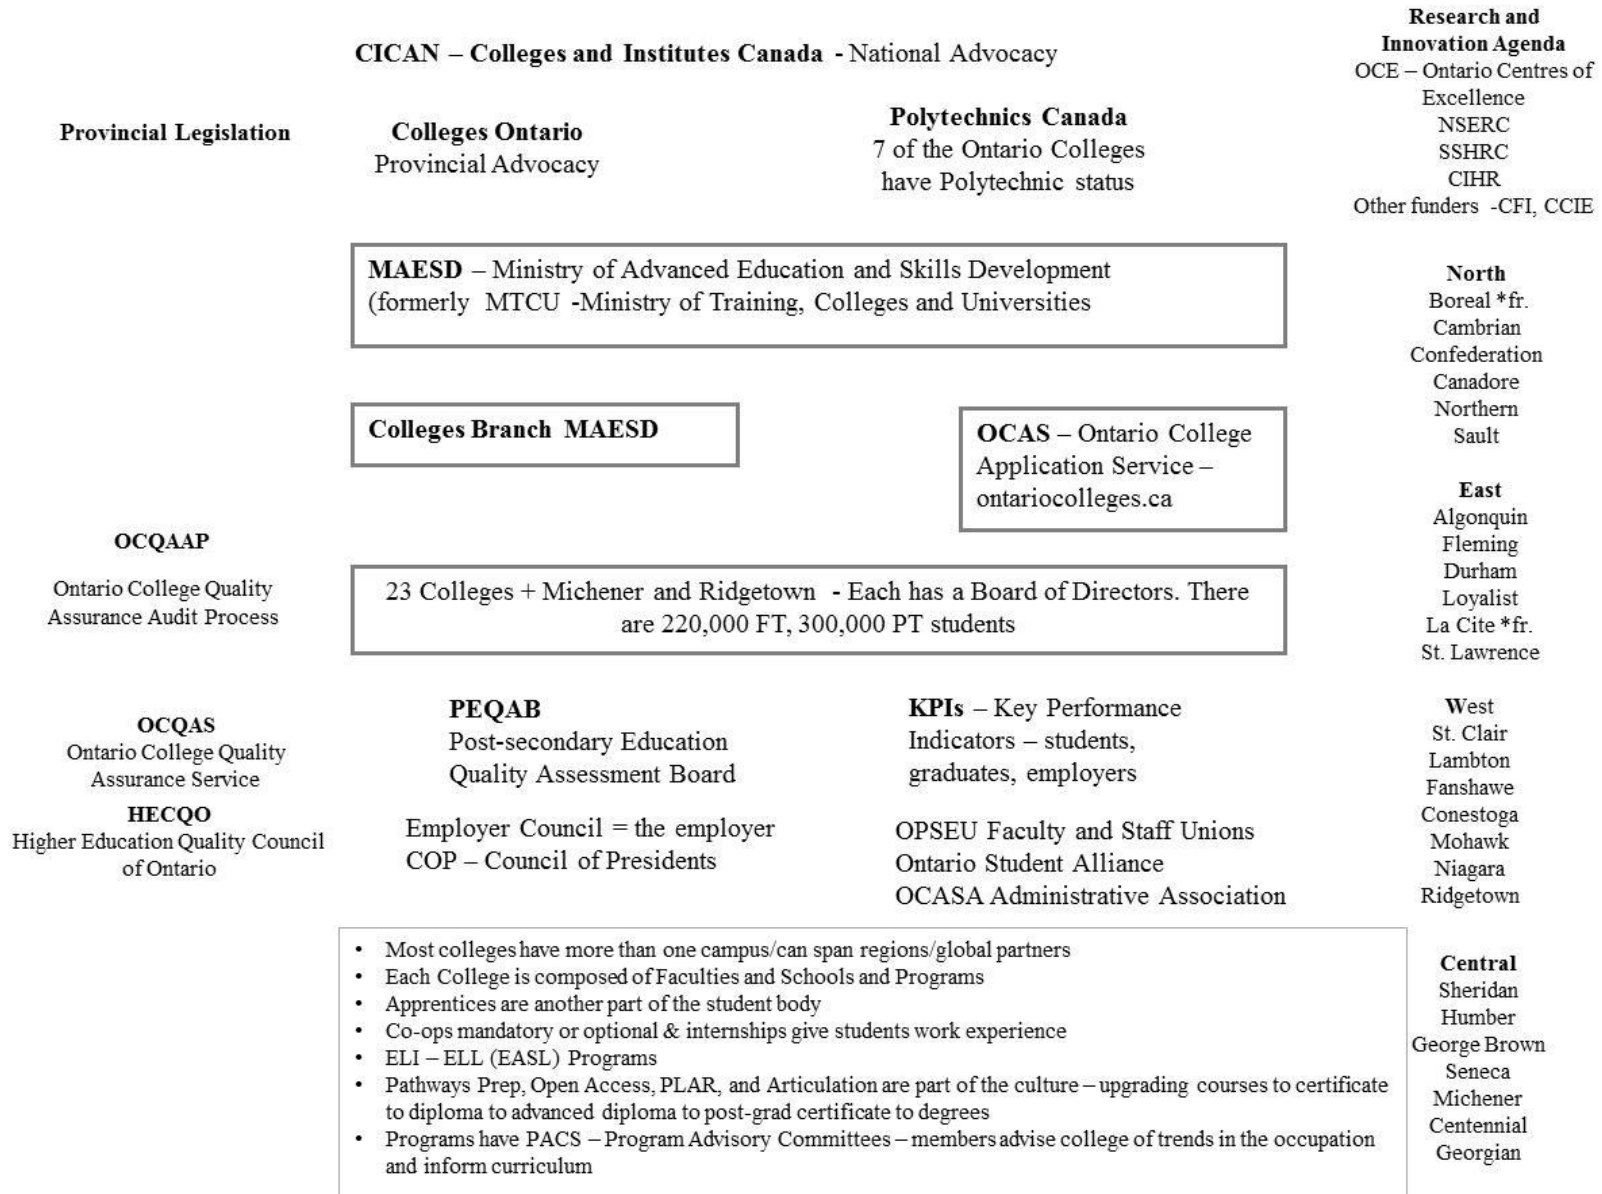 CICAN – Colleges and Institutes Canada - National Advocacy
Provincial Legislation
Colleges Ontario
Provincial Advocacy
Polytechnics Canada
7 of the Ontario Colleges
have Polytechnic status
Research and
Innovation Agenda
OCE – Ontario Centres of
Excellence
NSERC
SSHRC
CIHR
Other funders -CFI, CCIE
MAESD – Ministry of Advanced Education and Skills Development
(formerly MTCU -Ministry of Training, Colleges and Universities
Colleges Branch MAESD
OCAS – Ontario College
Application Service –
ontariocolleges.ca
OCQAAP
Ontario College Quality
Assurance Audit Process
23 Colleges + Michener and Ridgetown - Each has a Board of Directors. There
are 220,000 FT, 300,000 PT students
OCQAS
Ontario College Quality
Assurance Service
HECQO
Higher Education Quality Council
of Ontario
PEQAB
Post-secondary Education
Quality Assessment Board
Employer Council = the employer
COP – Council of Presidents
KPIs – Key Performance
Indicators – students,
graduates, employers
OPSEU Faculty and Staff Unions
Ontario Student Alliance
OCASA Administrative Association
North
Boreal *fr.
Cambrian
Confederation
Canadore
Northern
Sault
East
Algonquin
Fleming
Durham
Loyalist
La Cite *fr.
St. Lawrence
West
St. Clair
Lambton
Fanshawe
Conestoga
Mohawk
Niagara
Ridgetown
Central
Sheridan
Humber
George Brown
Seneca
Michener
Centennial
Georgian
• Most colleges have more than one campus/can span regions/global partners
• Each College is composed of Faculties and Schools and Programs
• Apprentices are another part of the student body
• Co-ops mandatory or optional & internships give students work experience
• ELI – ELL (EASL) Programs
• Pathways Prep, Open Access, PLAR, and Articulation are part of the culture – upgrading courses to certificate
to diploma to advanced diploma to post-grad certificate to degrees
• Programs have PACS – Program Advisory Committees – members advise college of trends in the occupation
and inform curriculum